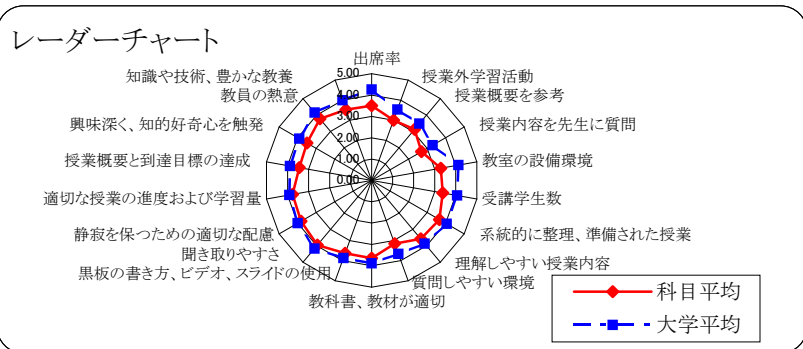 レーダーチャート
出席率
授業外学習活動
授業概要を参考
授業内容を先生に質問
教室の設備環境
受講学生数
系統的に整理、準備された授業
理解しやすい授業内容
質問しやすい環境
教科書、教材が適切
黒板の書き方、ビデオ、スライドの使用
聞き取りやすさ
静寂を保つための適切な配慮
適切な授業の進度および学習量
授業概要と到達目標の達成
興味深く、知的好奇心を触発
教員の熱意
知識や技術、豊かな教養
5.00
4.00
3.00
2.00
1.00
0.00
科目平均
大学平均